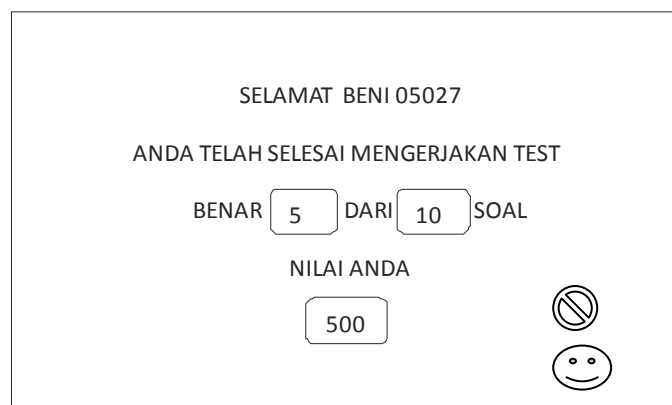 SELAMAT BENI 05027
ANDA TELAH SELESAI MENGERJAKAN TEST
BENAR 5 DARI 10 SOAL
NILAI ANDA
500